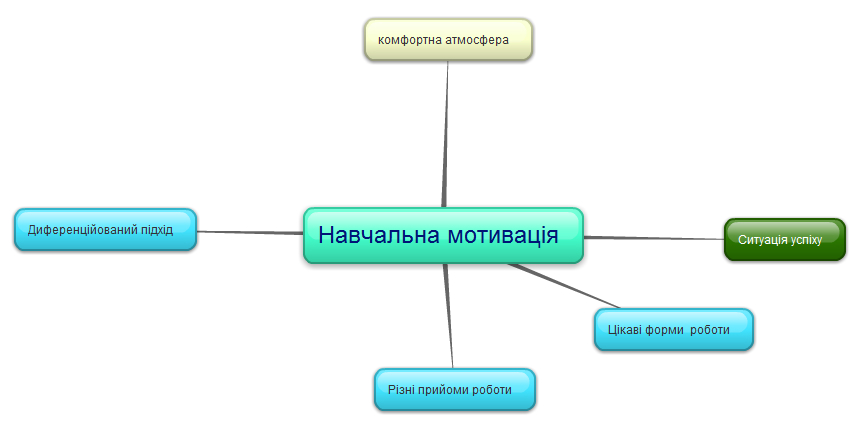 комфортна атмосфера
Диференційований підхід
Навчальна мотивація
Ситуація успіху
Цікаві форми роботи
Різні прийоми роботи